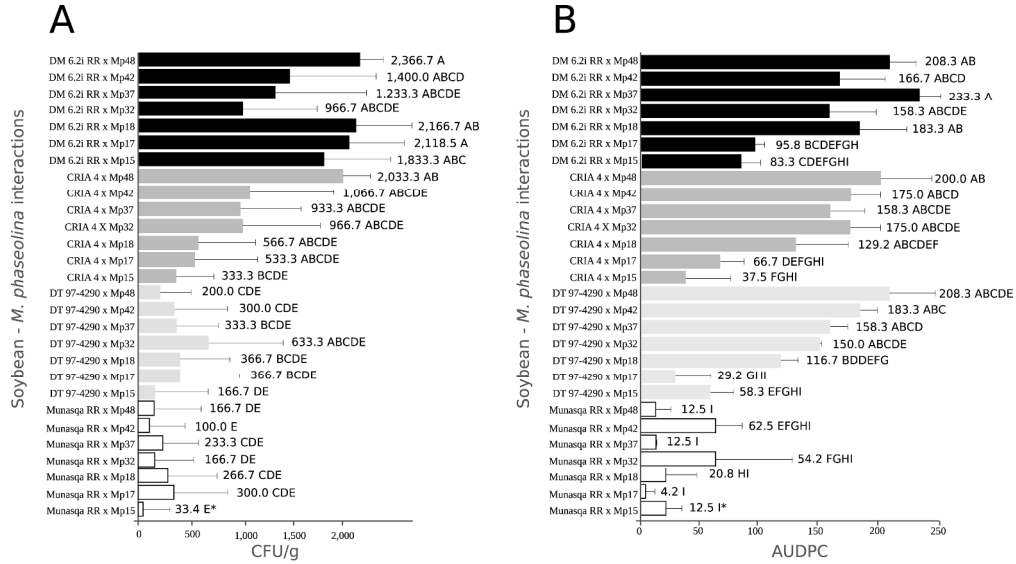 A
Soybean - M. phaseolina interactions
DM 6.2i RR x Mp48 2,366.7 A
DM 6.2i RR x Mp42 1,400.0 ABCD
DM 6.2i RR x Mp37 1.233.3 ABCDE
DM 6.2i RR x Mp32 966.7 ABCDE
DM 6.2i RR x Mp18 2,166.7 AB
DM 6.2i RR x Mp17 2,118.5 A
DM 6.2i RR x Mp15 1,833.3 ABC
CRIA 4 x Mp48 2,033.3 AB
CRIA 4 x Mp42 1,066.7 ABCDE
CRIA 4 x Mp37 933.3 ABCDE
CRIA 4 X Mp32 966.7 ABCDE
CRIA 4 x Mp18 566.7 ABCDE
CRIA 4 x Mp17 533.3 ABCDE
CRIA 4 x Mp15 333.3 BCDE
DT 97-4290 x Mp48 200.0 CDE
DT 97-4290 x Mp42 300.0 CDE
DT 97-4290 x Mp37 333.3 BCDE
DT 97-4290 x Mp32 633.3 ABCDE
DT 97-4290 x Mp18 366.7 BCDE
DT 97-4290 x Mp17 366.7 BCDE
DT 97-4290 x Mp15 166.7 DE
Munasqa RR x Mp48 166.7 DE
Munasqa RR x Mp42 100.0 E
Munasqa RR x Mp37 233.3 CDE
Munasqa RR x Mp32 166.7 DE
Munasqa RR x Mp18 266.7 CDE
Munasqa RR x Mp17 300.0 CDE
Munasqa RR x Mp15 33.4 E*
0 500 1,000 1,500 2,000
CFU/g
B
Soybean - M. phaseolina interactions
DM 6.2i RR x Mp48 208.3 AB
DM 6.2i RR x Mp42 166.7 ABCD
DM 6.2i RR x Mp37 233.3 A
DM 6.2i RR x Mp32 158.3 ABCDE
DM 6.2i RR x Mp18 183.3 AB
DM 6.2i RR x Mp17 95.8 BCDEFGH
DM 6.2i RR x Mp15 83.3 CDEFGHI
CRIA 4 x Mp48 200.0 AB
CRIA 4 x Mp42 175.0 ABCD
CRIA 4 x Mp37 158.3 ABCDE
CRIA 4 X Mp32 175.0 ABCDE
CRIA 4 x Mp18 129.2 ABCDEF
CRIA 4 x Mp17 66.7 DEFGHI
CRIA 4 x Mp15 37.5 FGHI
DT 97-4290 x Mp48 208.3 ABCDE
DT 97-4290 x Mp42 183.3 ABC
DT 97-4290 x Mp37 158.3 ABCD
DT 97-4290 x Mp32 150.0 ABCDE
DT 97-4290 x Mp18 116.7 BDDEFG
DT 97-4290 x Mp17 29.2 GHI
DT 97-4290 x Mp15 58.3 EFGHI
Munasqa RR x Mp48 12.5 I
Munasqa RR x Mp42 62.5 EFGHI
Munasqa RR x Mp37 12.5 I
Munasqa RR x Mp32 54.2 FGHI
Munasqa RR x Mp18 20.8 HI
Munasqa RR x Mp17 4.2 I
Munasqa RR x Mp15 12.5 I*
0 50 100 150 200 250
AUDPC